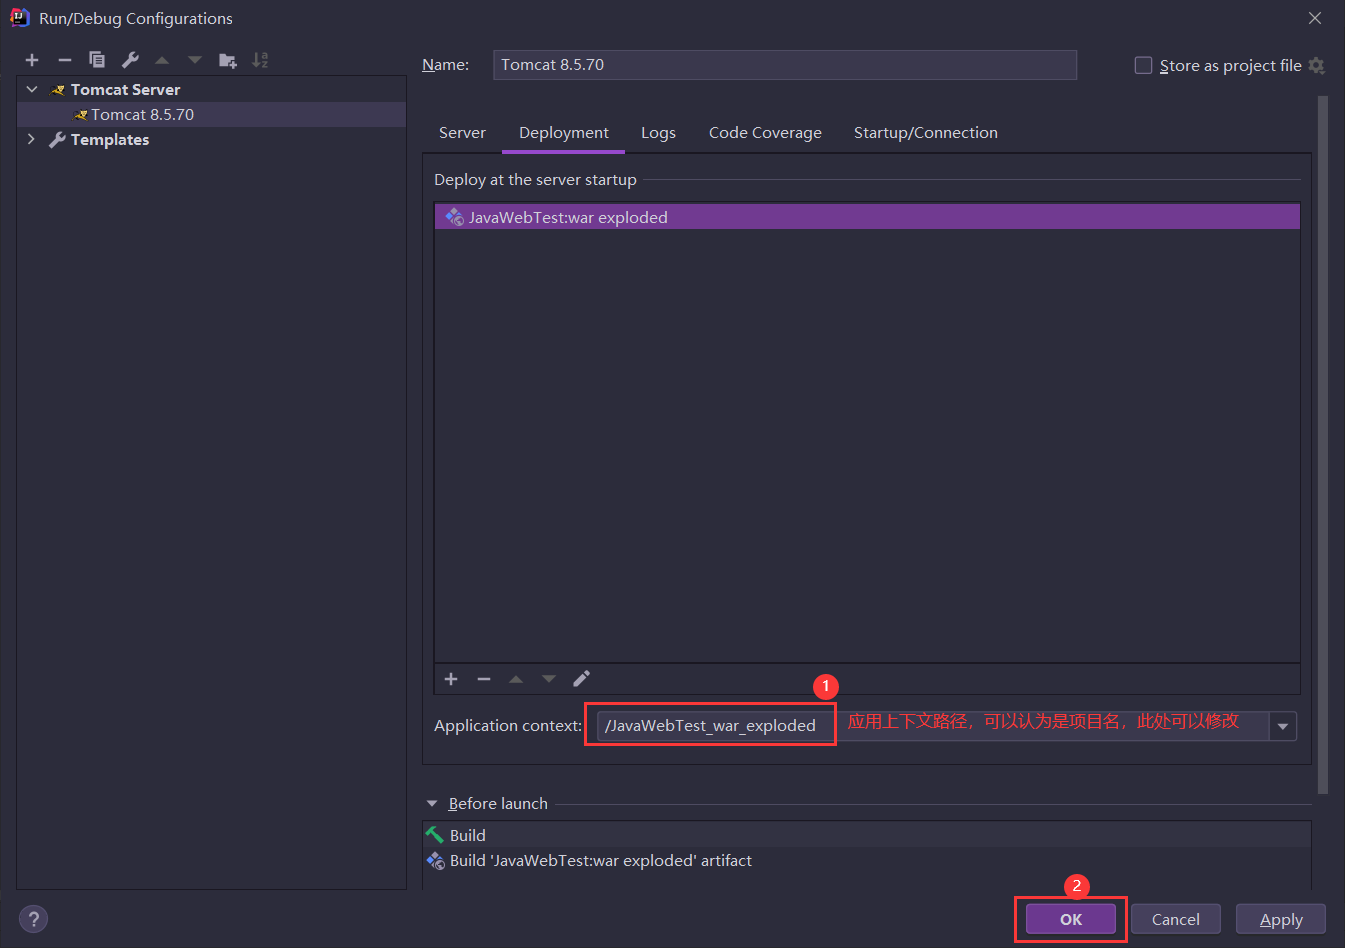 Run/Debug Configurations
Tomcat Server
Tomcat 8.5.70
Templates
Name:
Tomcat 8.5.70
Store as project file
Server
Deployment
Logs
Code Coverage
Startup/Connection
Deploy at the server startup
JavaWebTest:war exploded
1
Application context:
/JavaWebTest_war_exploded
应用上下文路径，可以认为是项目名，此处可以修改
Before launch
Build
Build 'JavaWebTest:war exploded' artifact
2
?
OK
Cancel
Apply